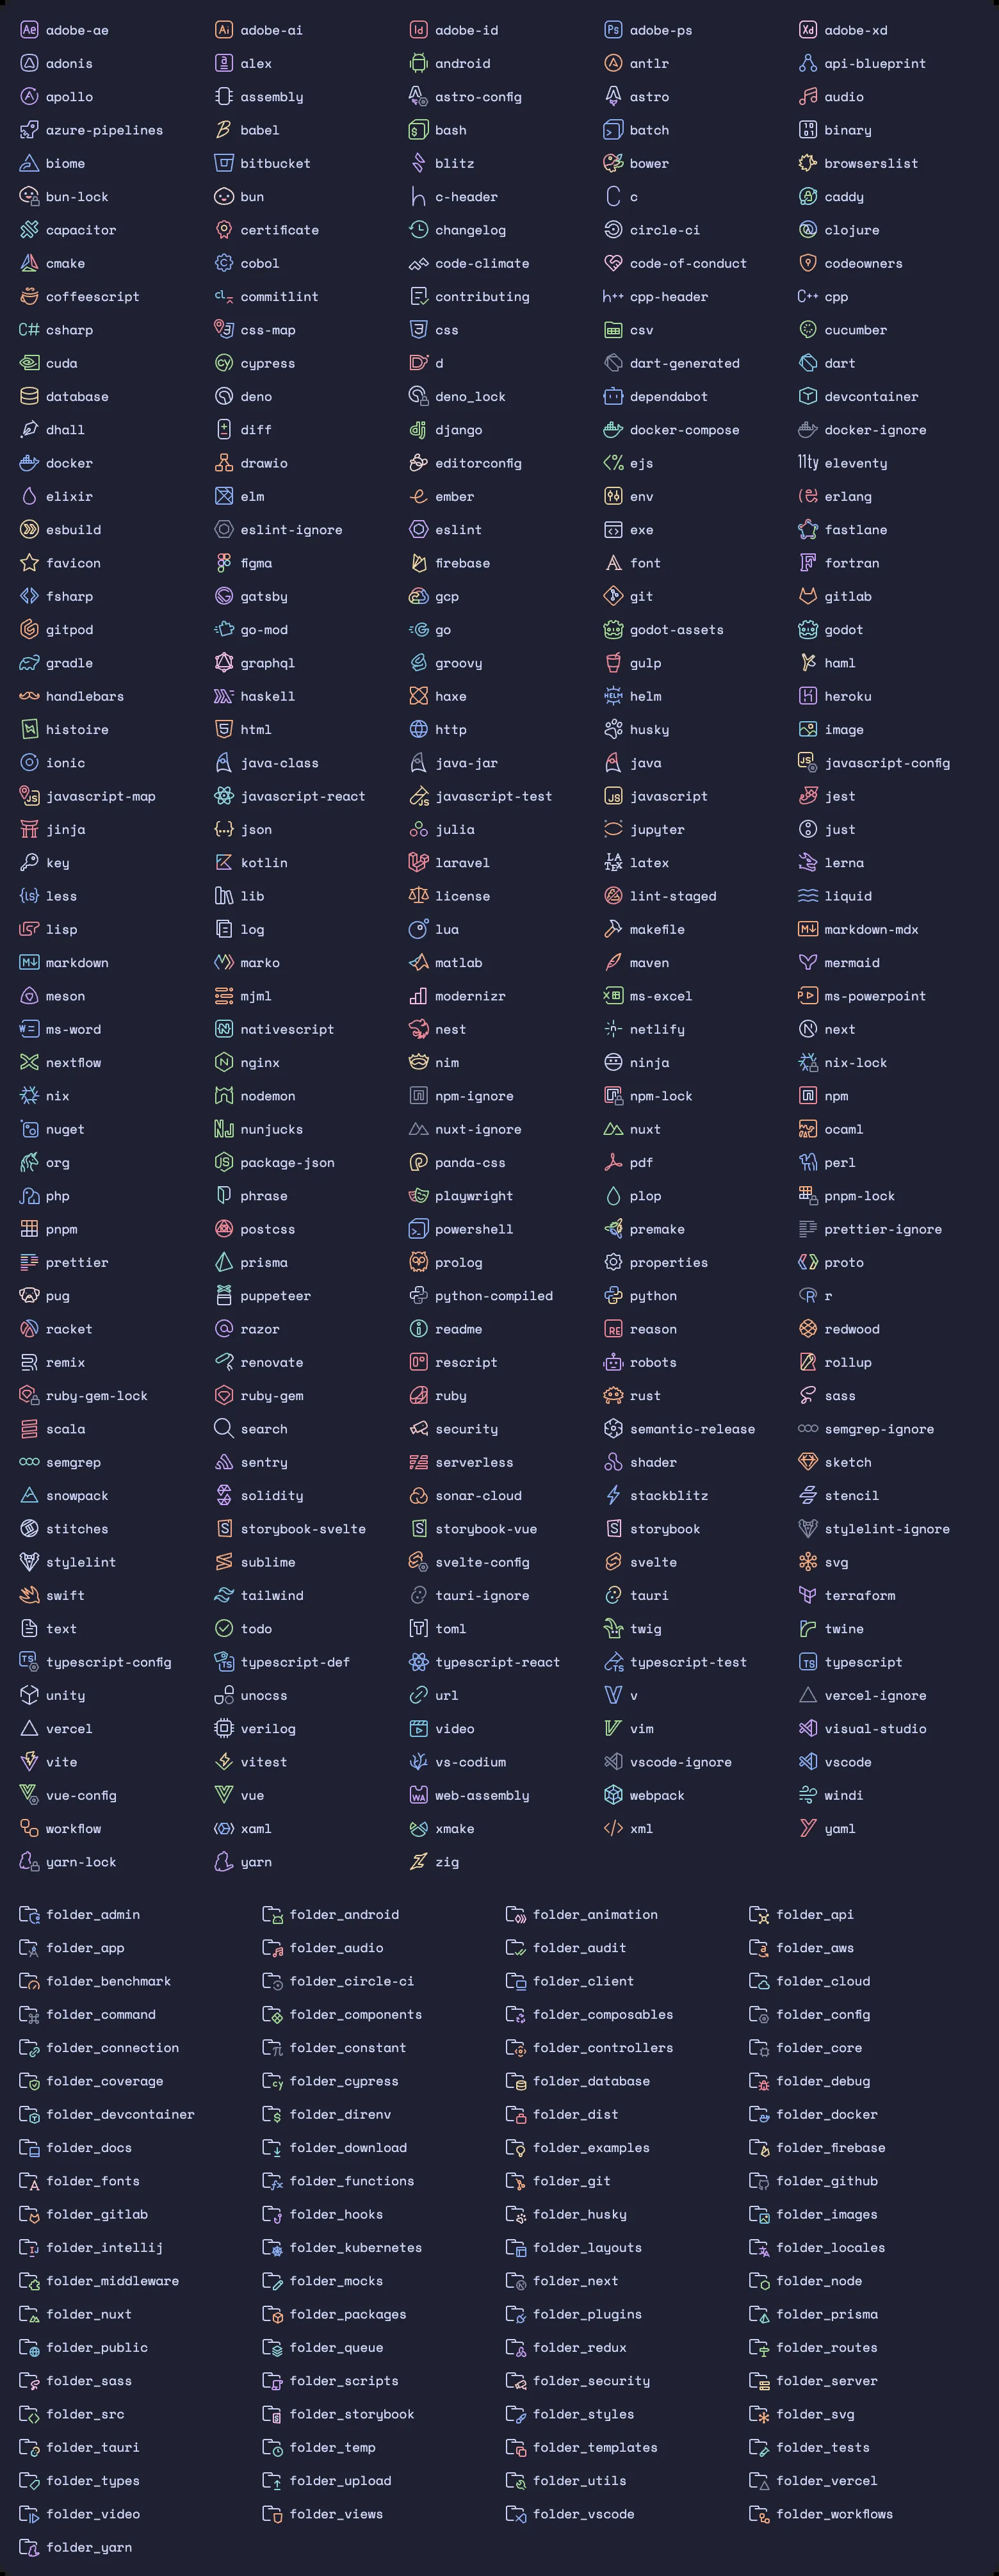 adobe-ae adobe-ai adobe-id adobe-ps adobe-xd
adonis alex android antlr api-blueprint
apollo assembly astro-config astro audio
azure-pipelines babel bash batch binary
biome bitbucket blitz bower browserslist
bun-lock bun c-header c caddy
capacitor certificate changelog circle-ci clojure
cmake cobol code-climate code-of-conduct codeowners
coffeescript commitlint contributing cpp-header cpp
csharp css-map css csv cucumber
cuda cypress d dart-generated dart
database deno deno_lock dependabot devcontainer
dhall diff django docker-compose docker-ignore
docker drawio editorconfig ejs eleventy
elixir elm ember env erlang
esbuild eslint-ignore eslint exe fastlane
favicon figma firebase font fortran
fsharp gatsby gcp git gitlab
gitpod go-mod go godot-assets godot
gradle graphql groovy gulp haml
handlebars haskell haxe helm heroku
histoire html http husky image
ionic java-class java-jar java javascript-config
javascript-map javascript-react javascript-test javascript jest
jinja json julia jupyter just
key kotlin laravel latex lerna
less lib license lint-staged liquid
lisp log lua makefile markdown-mdx
markdown marko matlab maven mermaid
meson mjml modernizr ms-excel ms-powerpoint
ms-word nativescript nest netlify next
nextflow nginx nim ninja nix-lock
nix nodemon npm-ignore npm-lock npm
nuget nunjucks nuxt-ignore nuxt ocaml
org package-json panda-css pdf perl
php phrase playwright plop pnpm-lock
pnpm postcss powershell premake prettier-ignore
prettier prisma prolog properties proto
pug puppeteer python-compiled python r
racket razor readme reason redwood
remix renovate rescript robots rollup
ruby-gem-lock ruby-gem ruby rust sass
scala search security semantic-release semgrep-ignore
semgrep sentry serverless shader sketch
snowpack solidity sonar-cloud stackblitz stencil
stitches storybook-svelte storybook-vue storybook stylelint-ignore
stylelint sublime svelte-config svelte svg
swift tailwind tauri-ignore tauri terraform
text todo toml twig twine
typescript-config typescript-def typescript-react typescript-test typescript
unity unocss url v vercel-ignore
vercel verilog video vim visual-studio
vite vitest vs-codium vscode-ignore vscode
vue-config vue web-assembly webpack windi
workflow xaml xmake xml yaml
yarn-lock yarn zig
folder_admin folder_android folder_animation folder_api
folder_app folder_audio folder_audit folder_aws
folder_benchmark folder_circle-ci folder_client folder_cloud
folder_command folder_components folder_composables folder_config
folder_connection folder_constant folder_controllers folder_core
folder_coverage folder_cypress folder_database folder_debug
folder_devcontainer folder_direnv folder_dist folder_docker
folder_docs folder_download folder_examples folder_firebase
folder_fonts folder_functions folder_git folder_github
folder_gitlab folder_hooks folder_husky folder_images
folder_intellij folder_kubernetes folder_layouts folder_locales
folder_middleware folder_mocks folder_next folder_node
folder_nuxt folder_packages folder_plugins folder_prisma
folder_public folder_queue folder_redux folder_routes
folder_sass folder_scripts folder_security folder_server
folder_src folder_storybook folder_styles folder_svg
folder_tauri folder_temp folder_templates folder_tests
folder_types folder_upload folder_utils folder_vercel
folder_video folder_views folder_vscode folder_workflows
folder_yarn